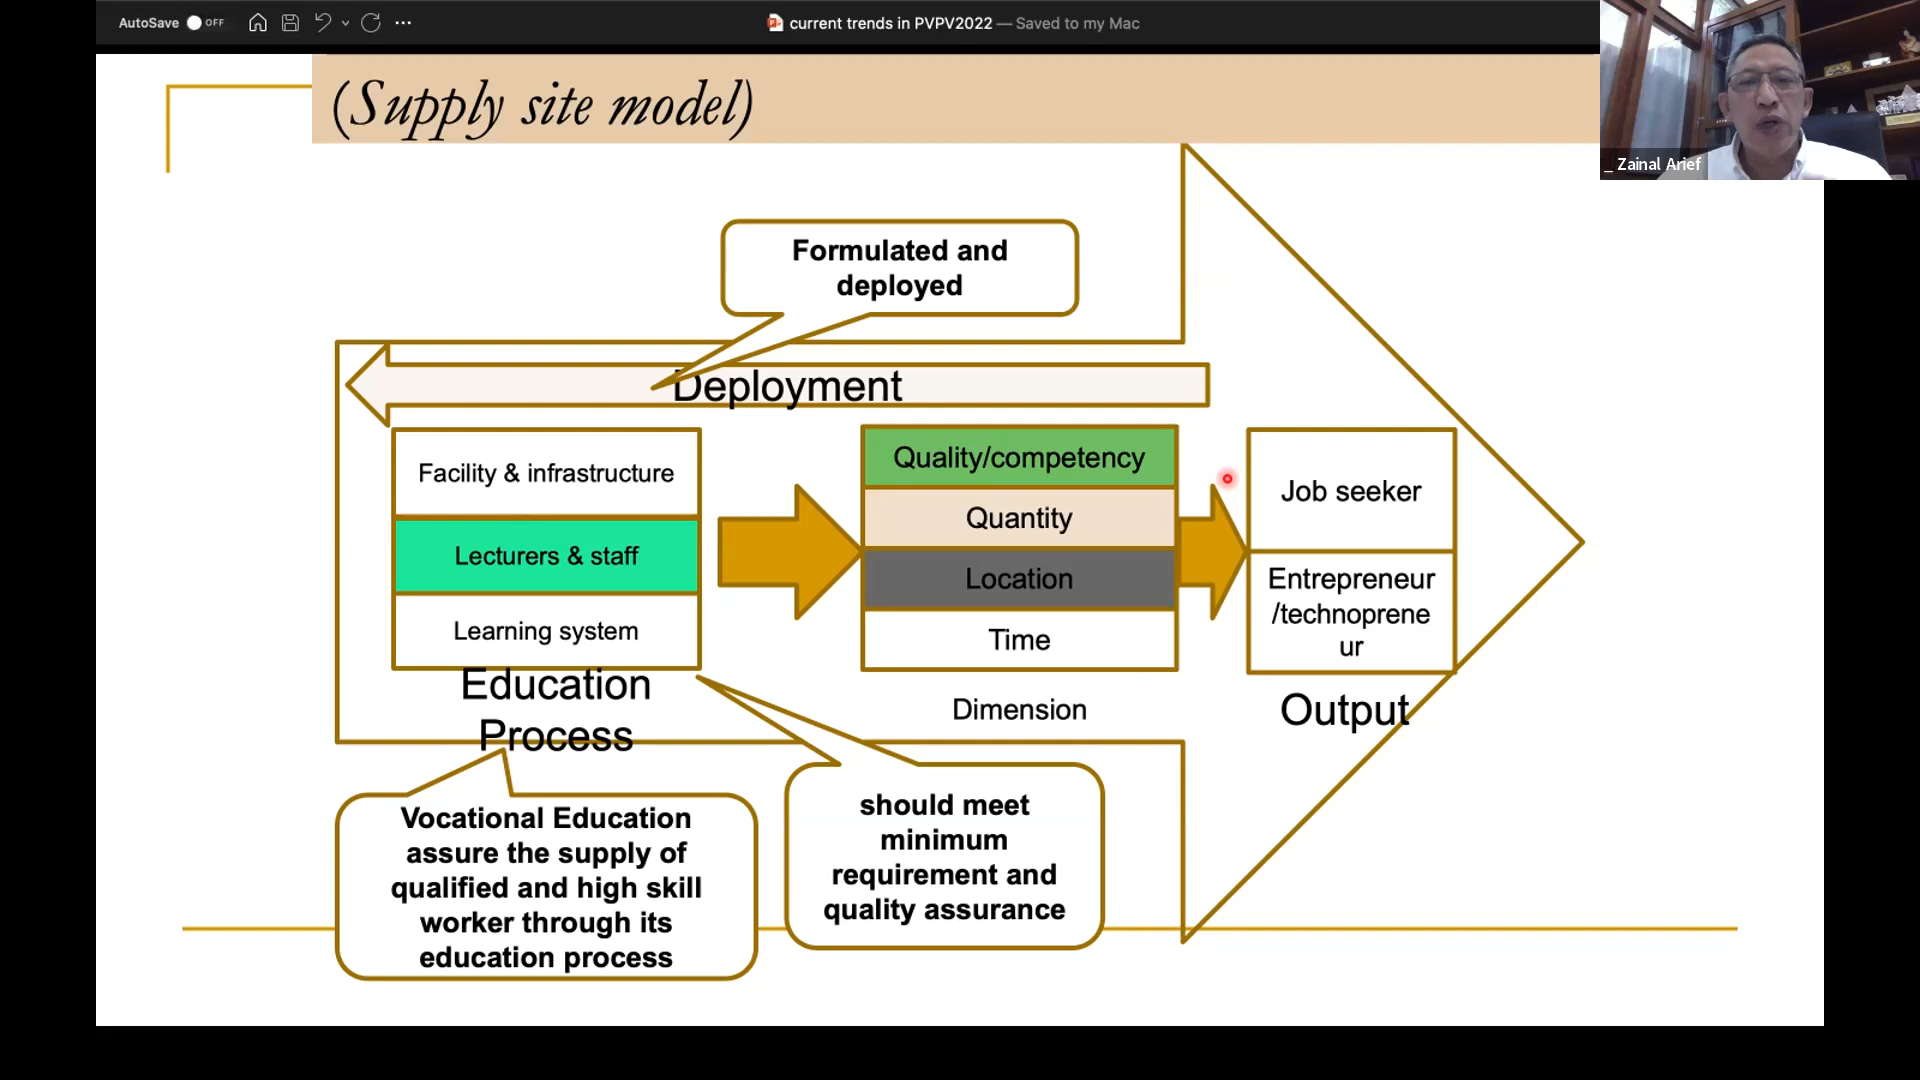 AutoSave OFF
current trends in PVPV2022 — Saved to my Mac
_ Zainal Arief
(Supply site model)
Formulated and
deployed
Deployment
Facility & infrastructure
Lecturers & staff
Learning system
Education
Process
Quality/competency
Quantity
Location
Time
Dimension
Job seeker
Entrepreneur
/technoprene
ur
Output
Vocational Education
assure the supply of
qualified and high skill
worker through its
education process
should meet
minimum
requirement and
quality assurance